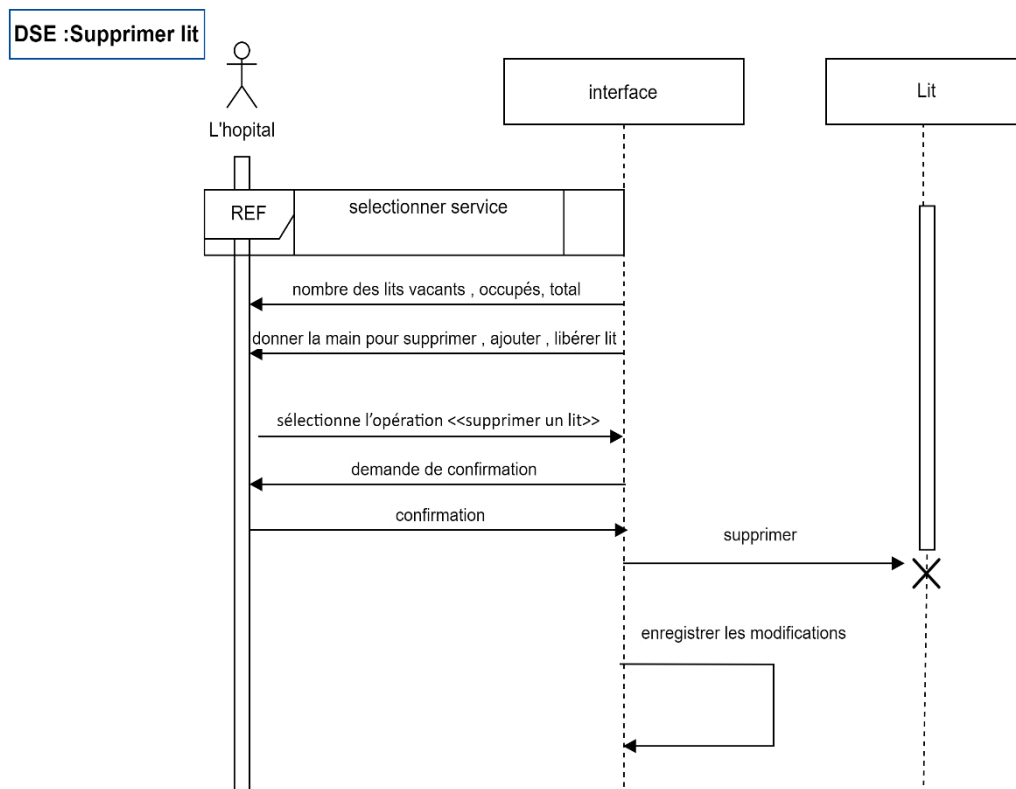 DSE :Supprimer lit
L'hopital
interface
Lit
REF
selectionner service
nombre des lits vacants , occupés, total
donner la main pour supprimer , ajouter , libérer lit
sélectionne l’opération <<supprimer un lit>>
demande de confirmation
confirmation
supprimer
enregistrer les modifications